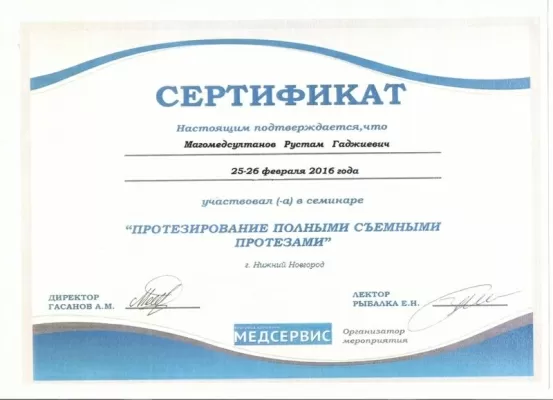 СЕРТИФИКАТ
Настоящим подтверждается,что
Магомедсултанов Рустам Гаджиевич
25-26 февраля 2016 года
участвовал (-а) в семинаре
“ПРОТЕЗИРОВАНИЕ ПОЛНЫМИ СЪЕМНЫМИ
ПРОТЕЗАМИ”
г. Нижний Новгород
ДИРЕКТОР
ГАСАНОВ А.М.
ЛЕКТОР
РЫБАЛКА Е.Н.
МЕДСЕРВИС
Организатор
мероприятия